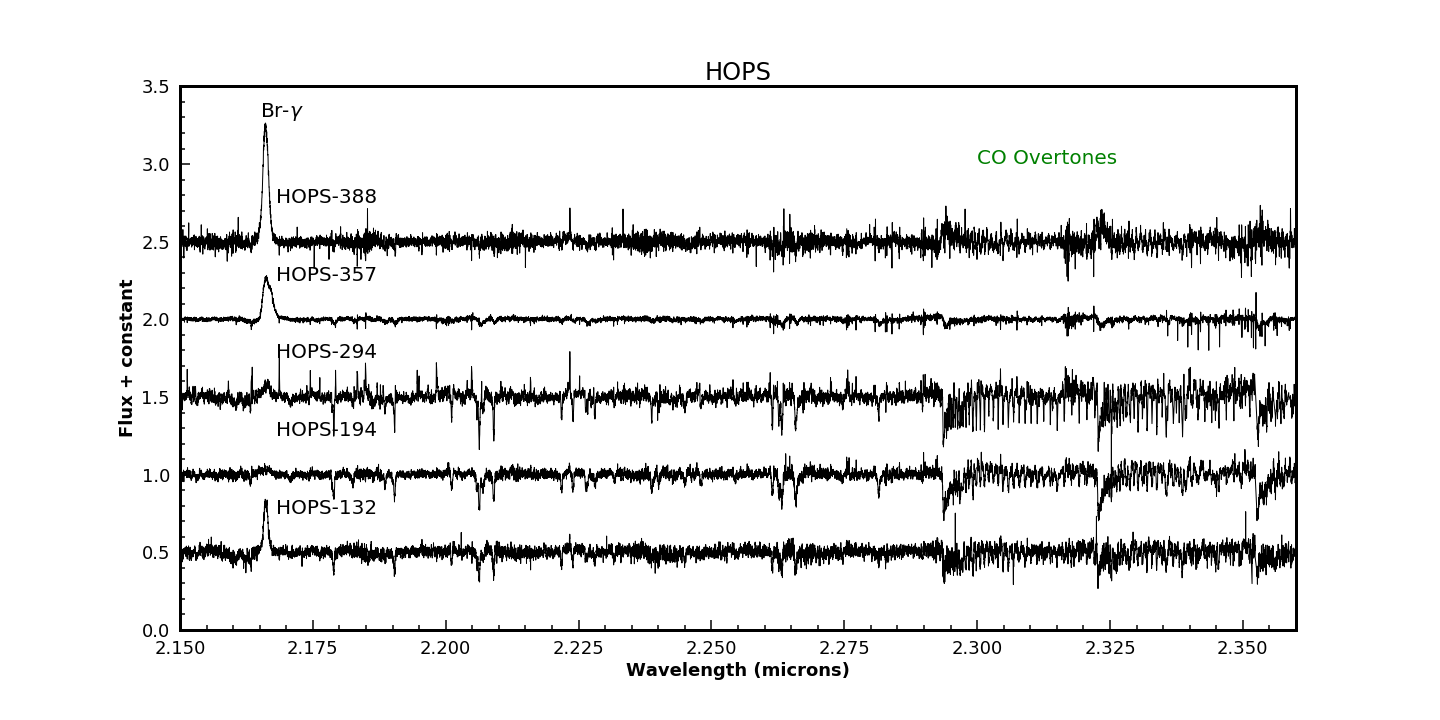 HOPS
3.5
3.0
2.5
2.0
1.5
1.0
0.5
0.0
Flux + constant
Br-γ
CO Overtones
HOPS-388
HOPS-357
HOPS-294
HOPS-194
HOPS-132
2.150 2.175 2.200 2.225 2.250 2.275 2.300 2.325 2.350
Wavelength (microns)